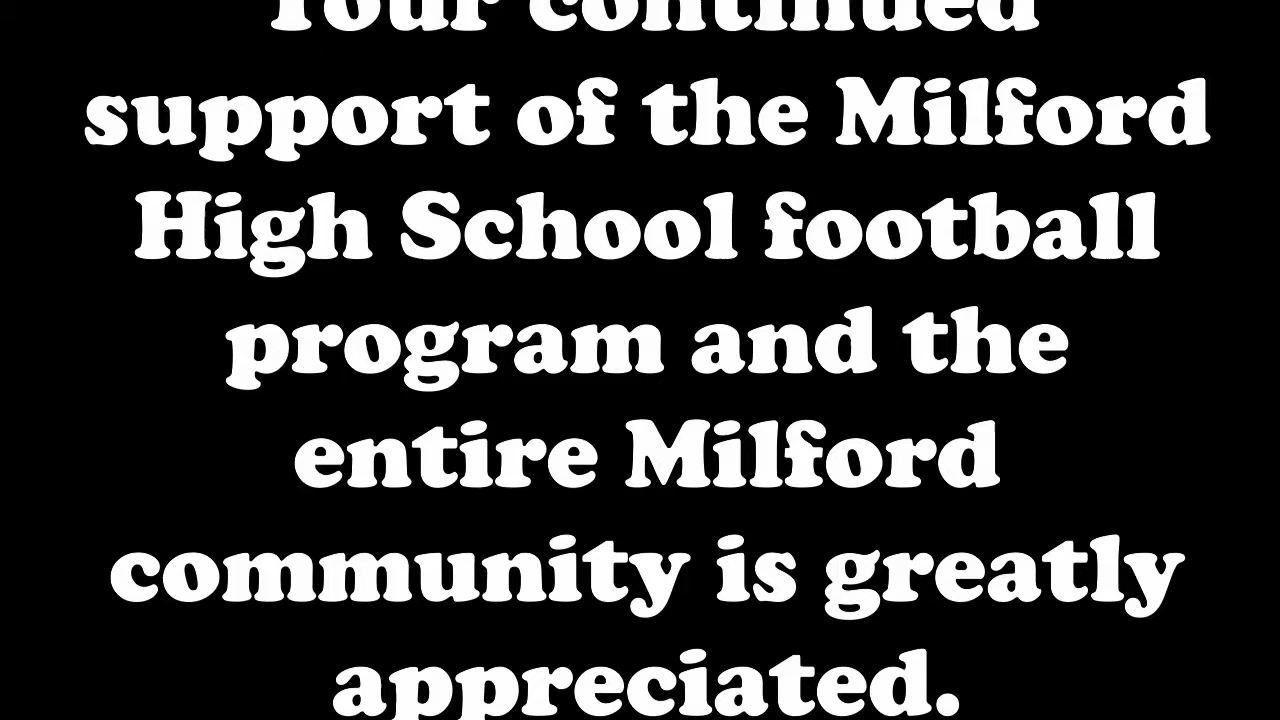 Your continued
support of the Milford
High School football
program and the
entire Milford
community is greatly
appreciated.